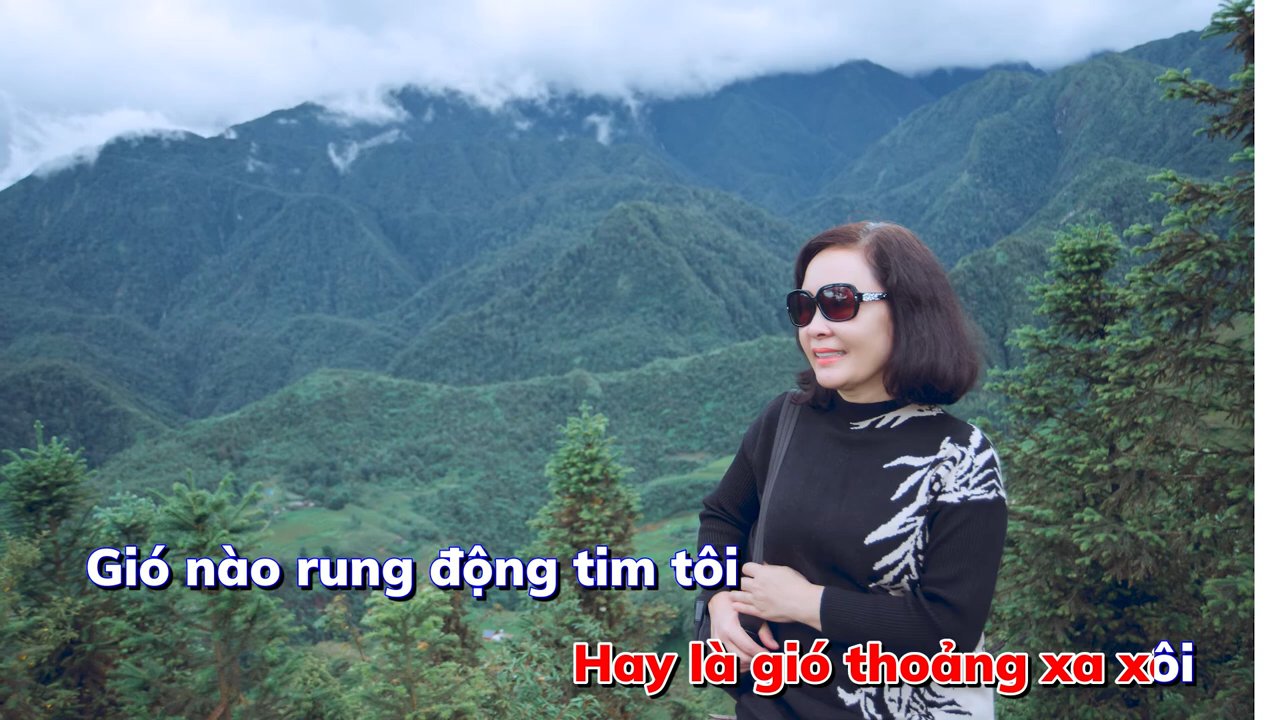 Gió nào rung động tim tôi
Hay là gió thoảng xa xôi